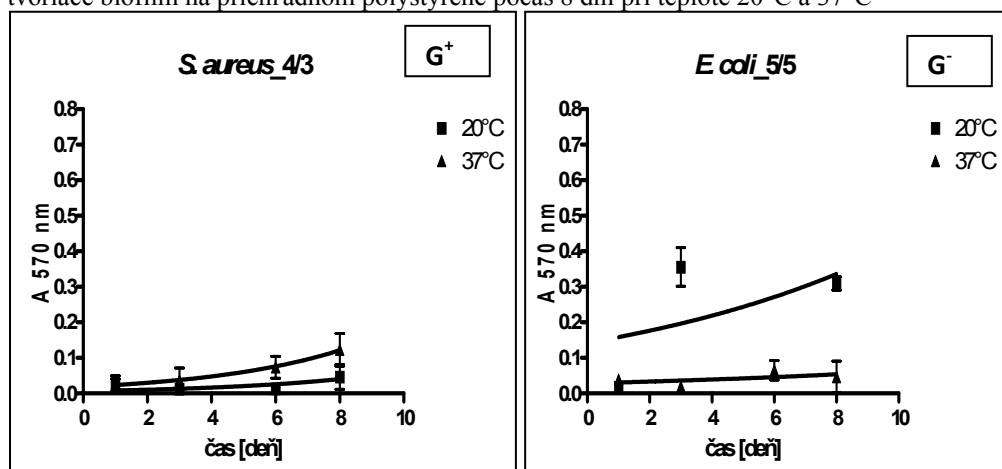 tvoriace biofilm na priehradnom polystyréne počas 8 dní pri teplote 20°C a 37°C
S. aureus_4/3
G+
20°C
37°C
0.8
0.7
0.6
0.5
0.4
0.3
0.2
0.1
0.0
A 570 nm
0 2 4 6 8 10
čas [deň]
E coli_5/5
G-
20°C
37°C
0.8
0.7
0.6
0.5
0.4
0.3
0.2
0.1
0.0
A 570 nm
0 2 4 6 8 10
čas [deň]